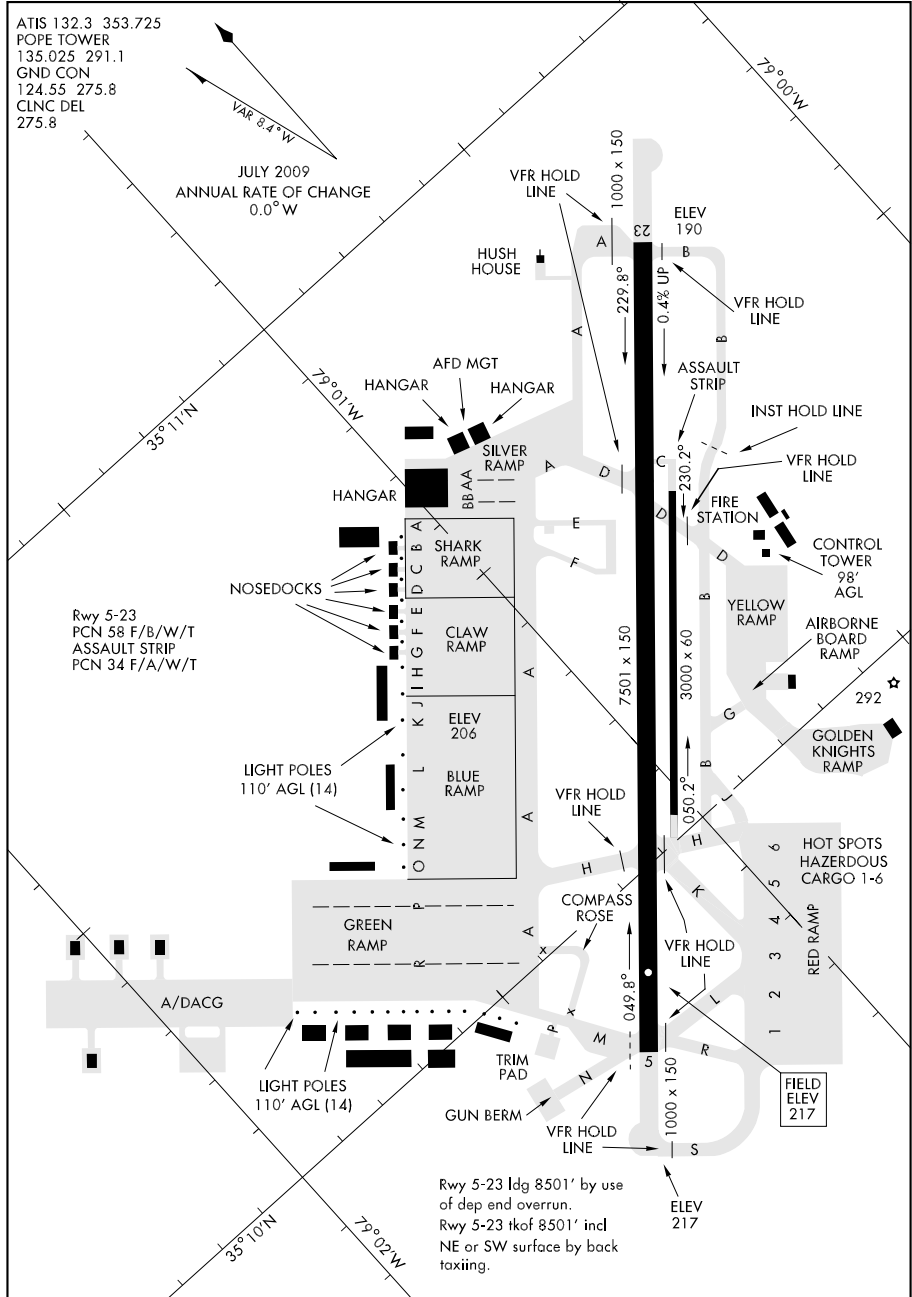 ATIS 132.3 353.725
POPE TOWER
135.025 291.1
GND CON
124.55 275.8
CLNC DEL
275.8
VAR 8.4° W
JULY 2009
ANNUAL RATE OF CHANGE
0.0° W
79°00'W
VFR HOLD
LINE
1000 x 150
ELEV
190
23
A
B
HUSH
HOUSE
229.8°
0.4% UP
VFR HOLD
LINE
A
B
35°11'N
79°01'W
AFD MGT
HANGAR
HANGAR
ASSAULT
STRIP
INST HOLD LINE
SILVER
RAMP
A
D
C
230.2°
VFR HOLD
LINE
HANGAR
BB
AA
FIRE
STATION
E
F
D
D
CONTROL
TOWER
98'
AGL
A
B
C
D
E
F
G
H
I
J
K
L
M
N
O
SHARK
RAMP
NOSEDOCKS
Rwy 5-23
PCN 58 F/B/W/T
ASSAULT STRIP
PCN 34 F/A/W/T
CLAW
RAMP
B
YELLOW
RAMP
AIRBORNE
BOARD
RAMP
7501 x 150
3000 x 60
A
292
G
ELEV
206
GOLDEN
KNIGHTS
RAMP
LIGHT POLES
110' AGL (14)
BLUE
RAMP
B
J
VFR HOLD
LINE
050.2°
A
H
H
K
6
5
4
3
2
1
HOT SPOTS
HAZERDOUS
CARGO 1-6
RED RAMP
COMPASS
ROSE
P
GREEN
RAMP
R
A
x
VFR HOLD
LINE
049.8°
A/DACG
x
P
M
L
R
N
5
LIGHT POLES
110' AGL (14)
TRIM
PAD
GUN BERM
VFR HOLD
LINE
1000 x 150
S
FIELD
ELEV
217
ELEV
217
Rwy 5-23 ldg 8501' by use
of dep end overrun.
Rwy 5-23 tkof 8501' incl
NE or SW surface by back
taxiing.
35°10'N
79°02'W